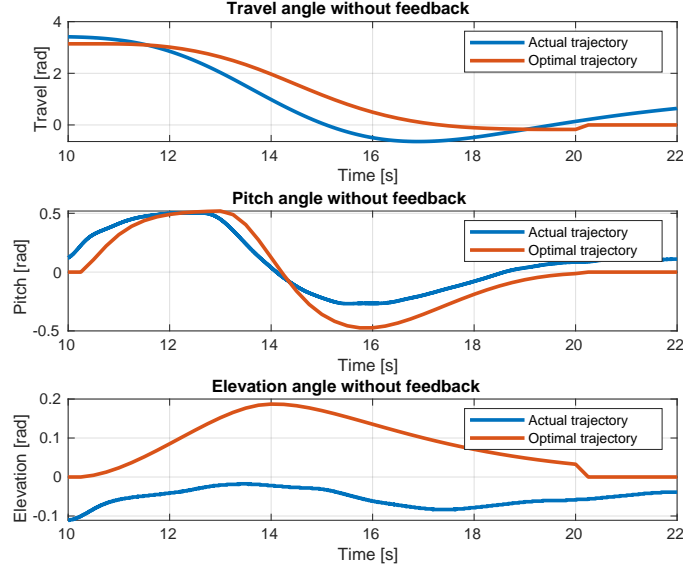 Travel angle without feedback
4
2
0
Travel [rad]
Actual trajectory
Optimal trajectory
10 12 14 16 18 20 22
Time [s]
Pitch angle without feedback
0.5
0
-0.5
Pitch [rad]
Actual trajectory
Optimal trajectory
10 12 14 16 18 20 22
Time [s]
Elevation angle without feedback
0.2
0.1
0
-0.1
Elevation [rad]
Actual trajectory
Optimal trajectory
10 12 14 16 18 20 22
Time [s]